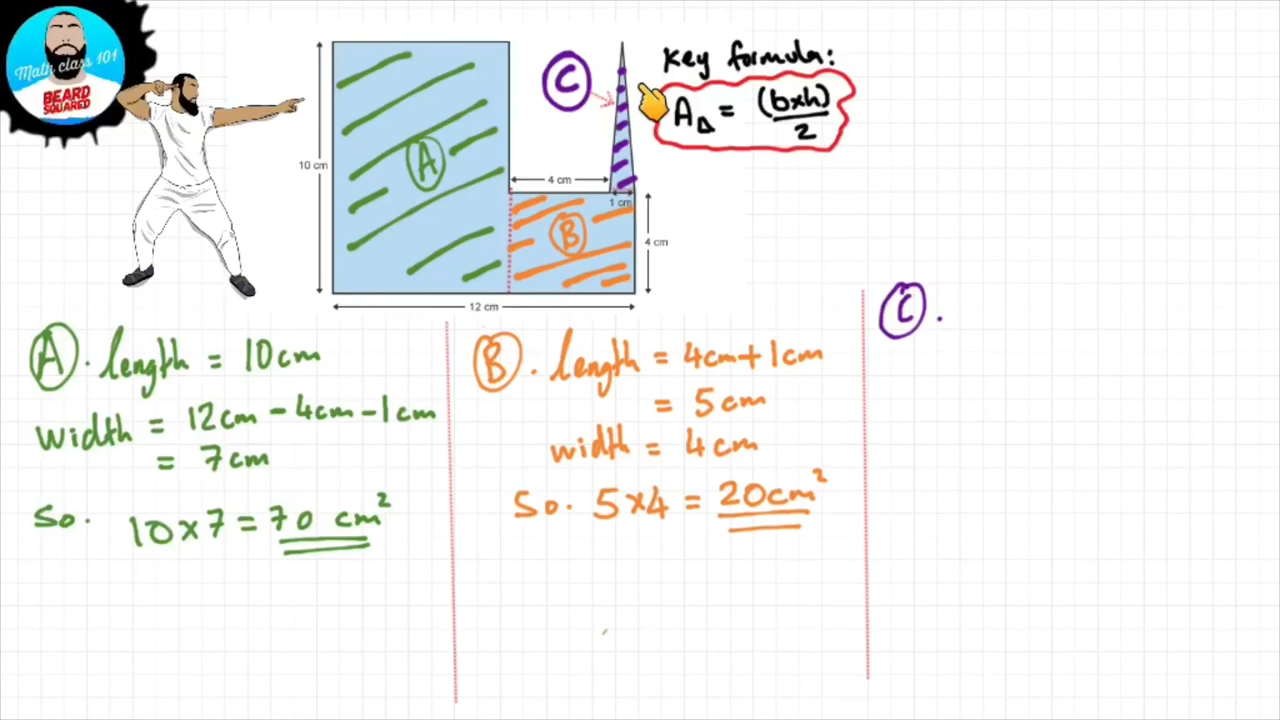 Math class 101
BEARD
SQUARED
10 cm
A
C
4 cm
1 cm
B
4 cm
12 cm
Key formula:
A△ = (b×h)
2
A. length = 10cm
width = 12cm - 4cm - 1cm
= 7cm
So. 10×7 = 70 cm²
B. length = 4cm + 1cm
= 5cm
width = 4cm
So. 5×4 = 20cm²
C.